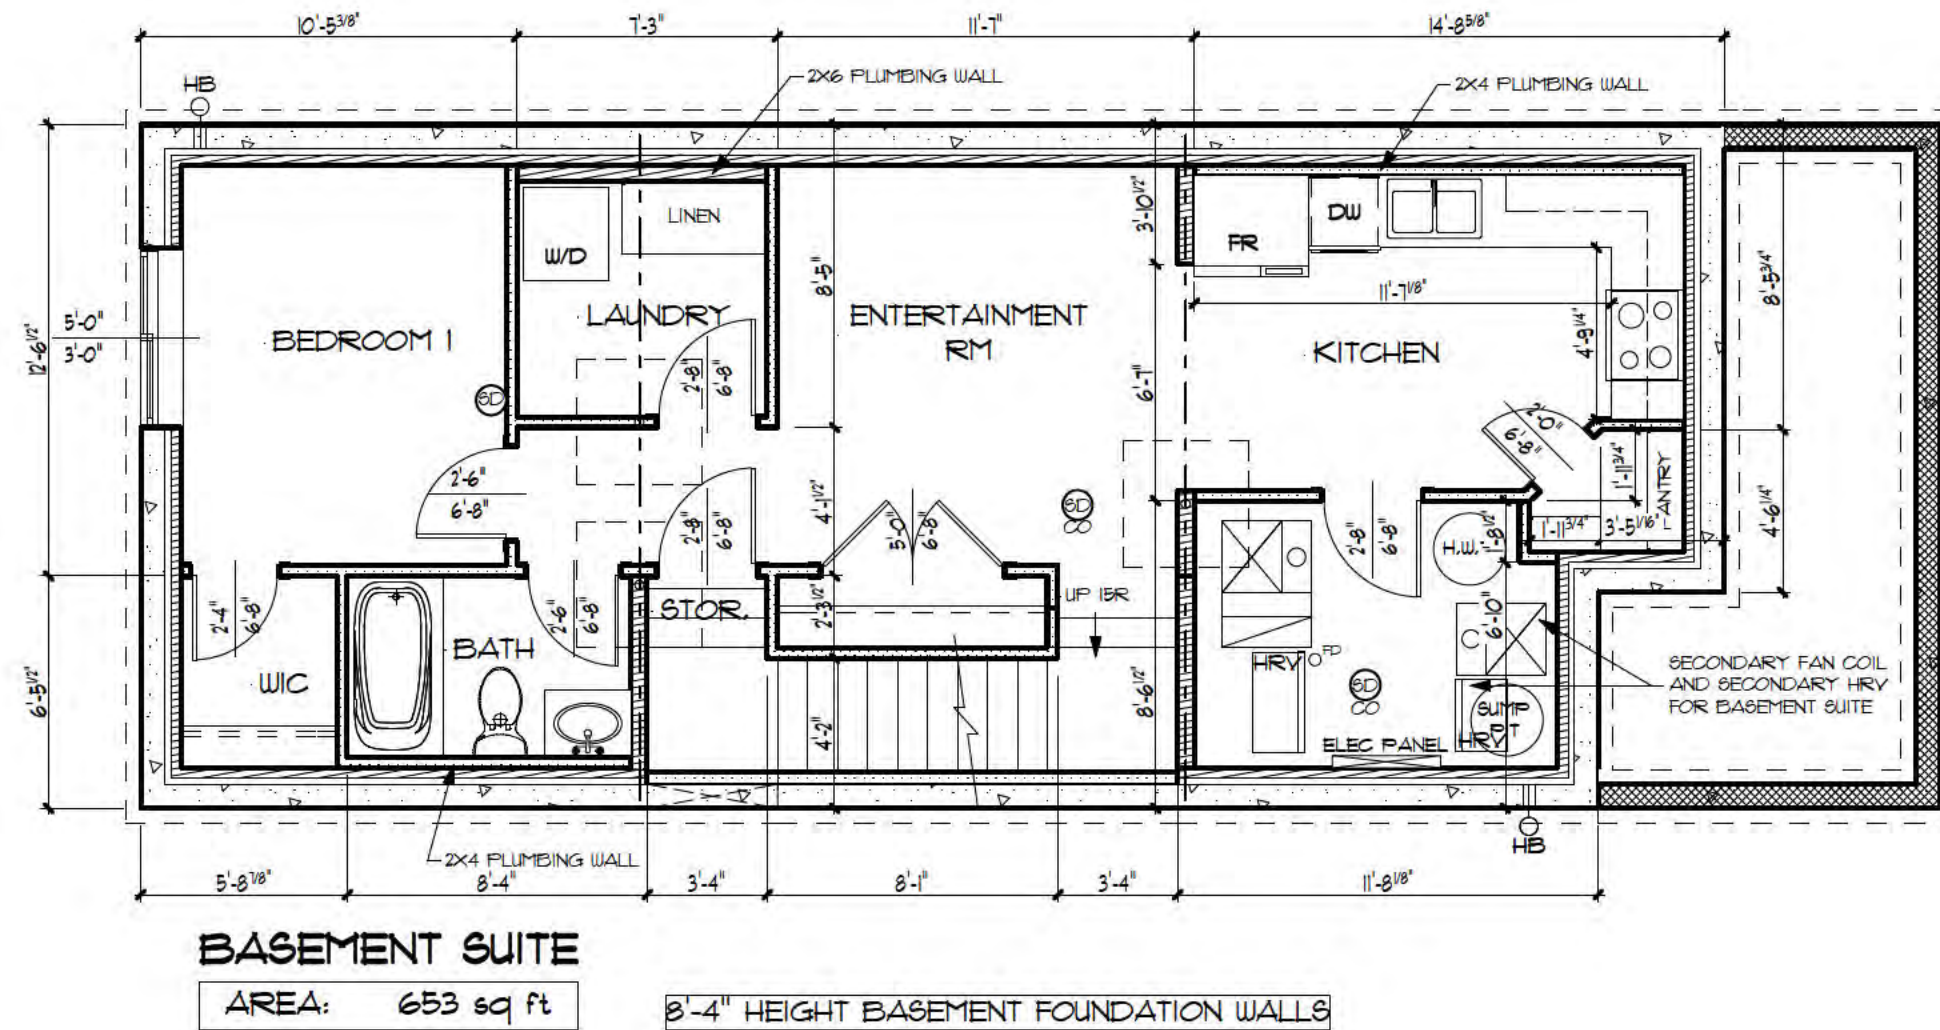 10'-5 3/8"
7'-3"
11'-7"
14'-8 5/8"
HB
2X6 PLUMBING WALL
2X4 PLUMBING WALL
3'-10 1/2"
LINEN
W/D
FR
DW
8'-5"
8'-5 3/4"
11'-7 1/8"
LAUNDRY
ENTERTAINMENT
RM
5'-0"
3'-0"
12'-6 1/2"
BEDROOM 1
KITCHEN
4'-9 1/4"
2'-8"
6'-8"
6'-7"
SD
2'-0"
6'-8"
2'-6"
6'-8"
1'-11 3/4"
PANTRY
4'-1 1/2"
SD
2'-8"
6'-8"
5'-0"
6'-8"
2'-8"
6'-8"
H.W.
1'-8 1/2"
1'-11 3/4"
3'-5 1/16"
4'-6 1/4"
2'-4"
6'-8"
2'-6"
6'-8"
STOR.
2'-3 1/2"
UP 15R
6'-10"
BATH
HRV
FD
SECONDARY FAN COIL
AND SECONDARY HRV
FOR BASEMENT SUITE
WIC
6'-5 1/2"
SD
8'-6 1/2"
SUMP
PIT
HRV
4'-2"
ELEC PANEL
HB
2X4 PLUMBING WALL
5'-8 7/8"
8'-4"
3'-4"
8'-1"
3'-4"
11'-8 1/8"
BASEMENT SUITE
AREA: 653 sq ft
8'-4" HEIGHT BASEMENT FOUNDATION WALLS